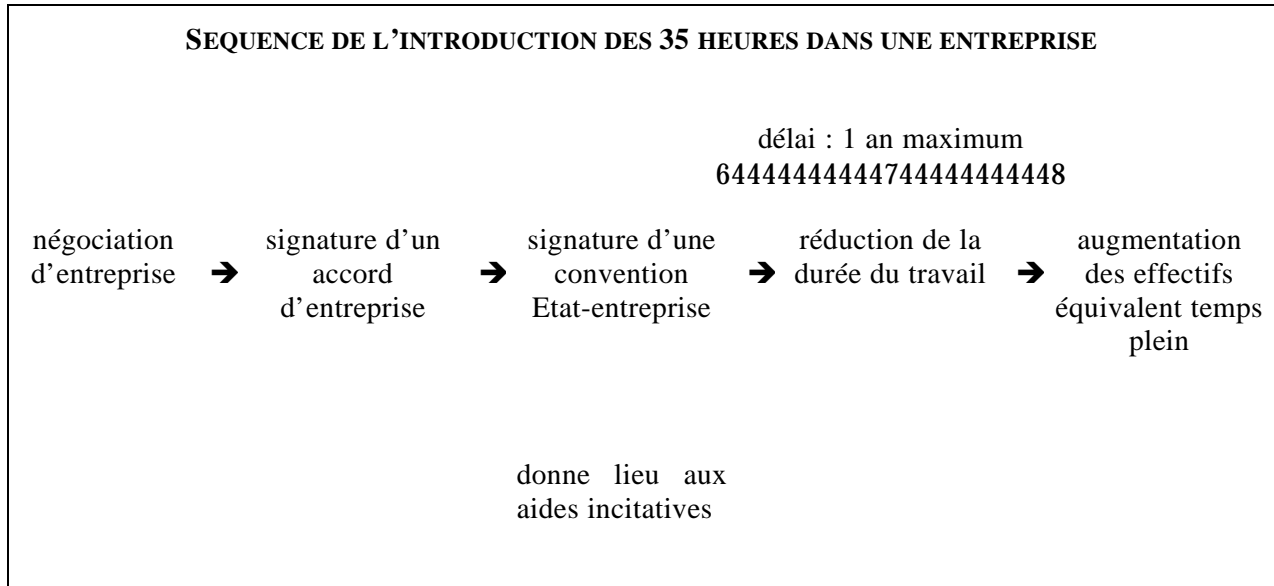 SEQUENCE DE L’INTRODUCTION DES 35 HEURES DANS UNE ENTREPRISE
délai : 1 an maximum
6444444444474444444444448
négociation d’entreprise
➔
signature d’un accord d’entreprise
➔
signature d’une convention Etat-entreprise
➔
réduction de la durée du travail
➔
augmentation des effectifs équivalent temps plein
donne lieu aux
aides incitatives